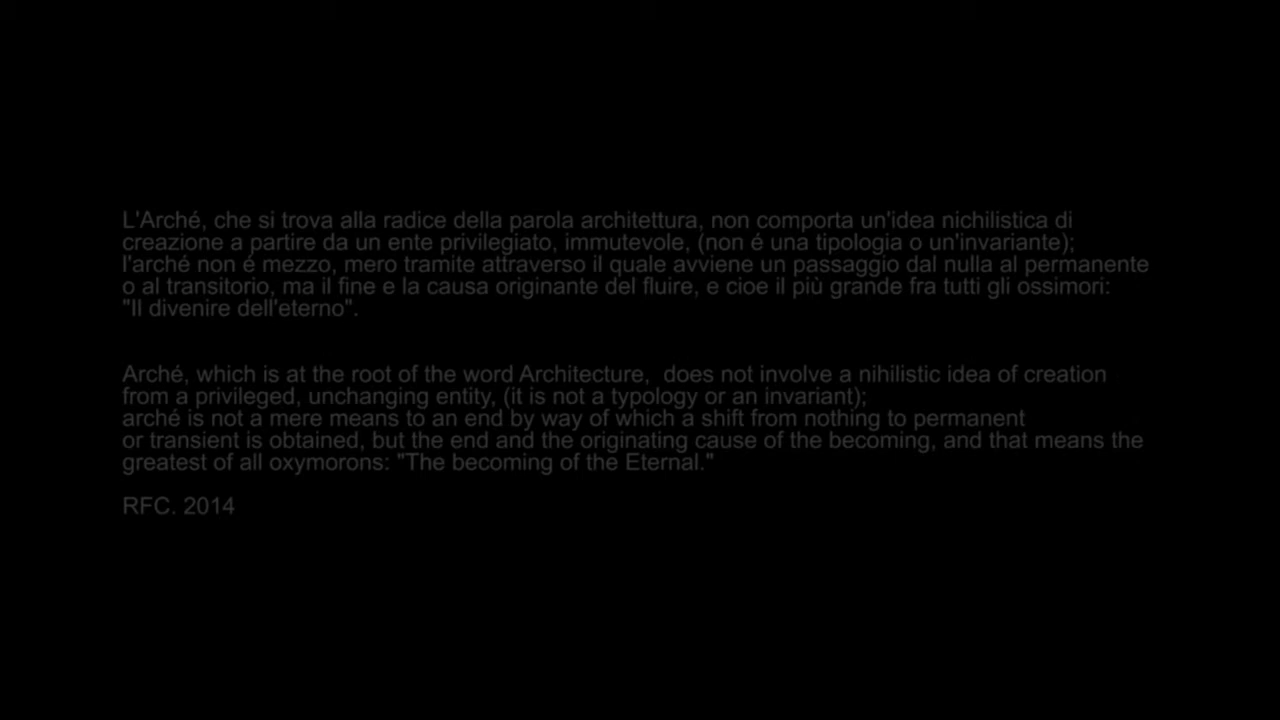 L'Arché, che si trova alla radice della parola architettura, non comporta un'idea nichilistica di
creazione a partire da un ente privilegiato, immutevole, (non é una tipologia o un'invariante);
l'arché non é mezzo, mero tramite attraverso il quale avviene un passaggio dal nulla al permanente
o al transitorio, ma il fine e la causa originante del fluire, e cioe il più grande fra tutti gli ossimori:
"Il divenire dell'eterno".
Arché, which is at the root of the word Architecture,  does not involve a nihilistic idea of creation
from a privileged, unchanging entity, (it is not a typology or an invariant);
arché is not a mere means to an end by way of which a shift from nothing to permanent
or transient is obtained, but the end and the originating cause of the becoming, and that means the
greatest of all oxymorons: "The becoming of the Eternal."
RFC. 2014